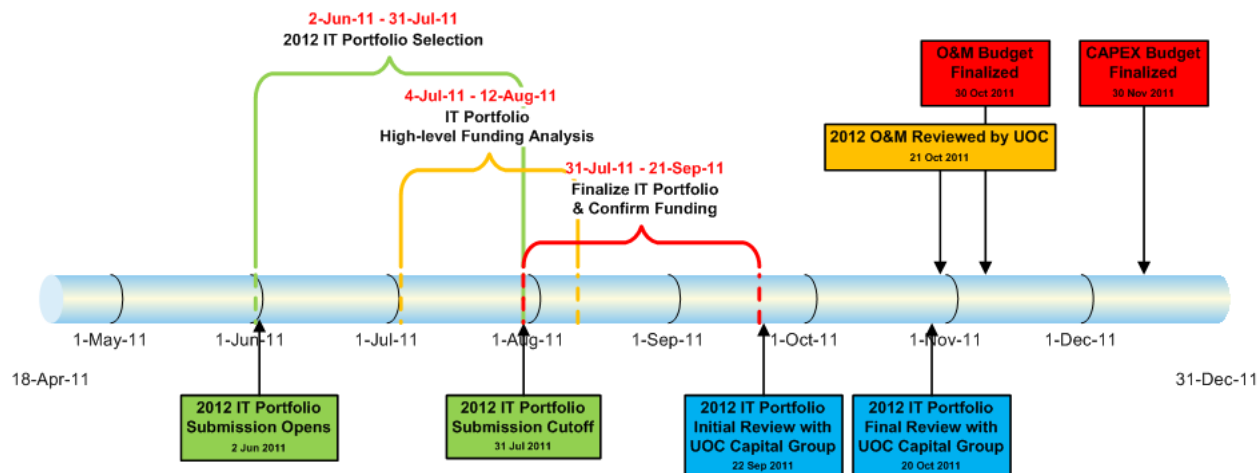 2-Jun-11 - 31-Jul-11
2012 IT Portfolio Selection
4-Jul-11 - 12-Aug-11
IT Portfolio
High-level Funding Analysis
31-Jul-11 - 21-Sep-11
Finalize IT Portfolio
& Confirm Funding
O&M Budget
Finalized
30 Oct 2011
CAPEX Budget
Finalized
30 Nov 2011
2012 O&M Reviewed by UOC
21 Oct 2011
1-May-11
1-Jun-11
1-Jul-11
1-Aug-11
1-Sep-11
1-Oct-11
1-Nov-11
1-Dec-11
18-Apr-11
31-Dec-11
2012 IT Portfolio
Submission Opens
2 Jun 2011
2012 IT Portfolio
Submission Cutoff
31 Jul 2011
2012 IT Portfolio
Initial Review with
UOC Capital Group
22 Sep 2011
2012 IT Portfolio
Final Review with
UOC Capital Group
20 Oct 2011